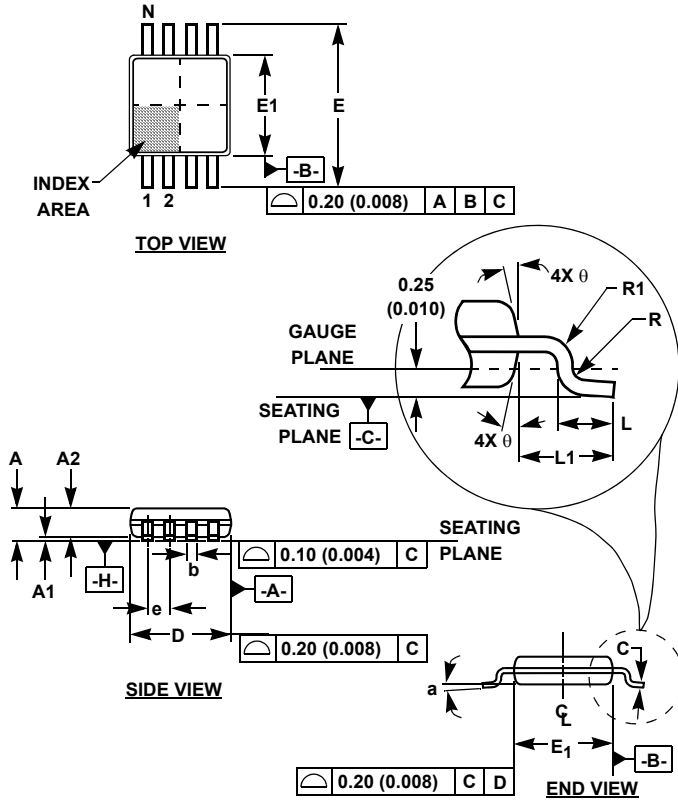 N
E1
E
-B-
INDEX
AREA
1 2
⌓ 0.20 (0.008) A B C
TOP VIEW
0.25
(0.010)
4X θ
R1
R
GAUGE
PLANE
SEATING
PLANE
-C-
4X θ
L
L1
A
A2
SEATING
PLANE
A1
-H-
b
⌓ 0.10 (0.004) C
-A-
e
D
⌓ 0.20 (0.008) C
SIDE VIEW
C
a
CL
E1
-B-
⌓ 0.20 (0.008) C D
END VIEW